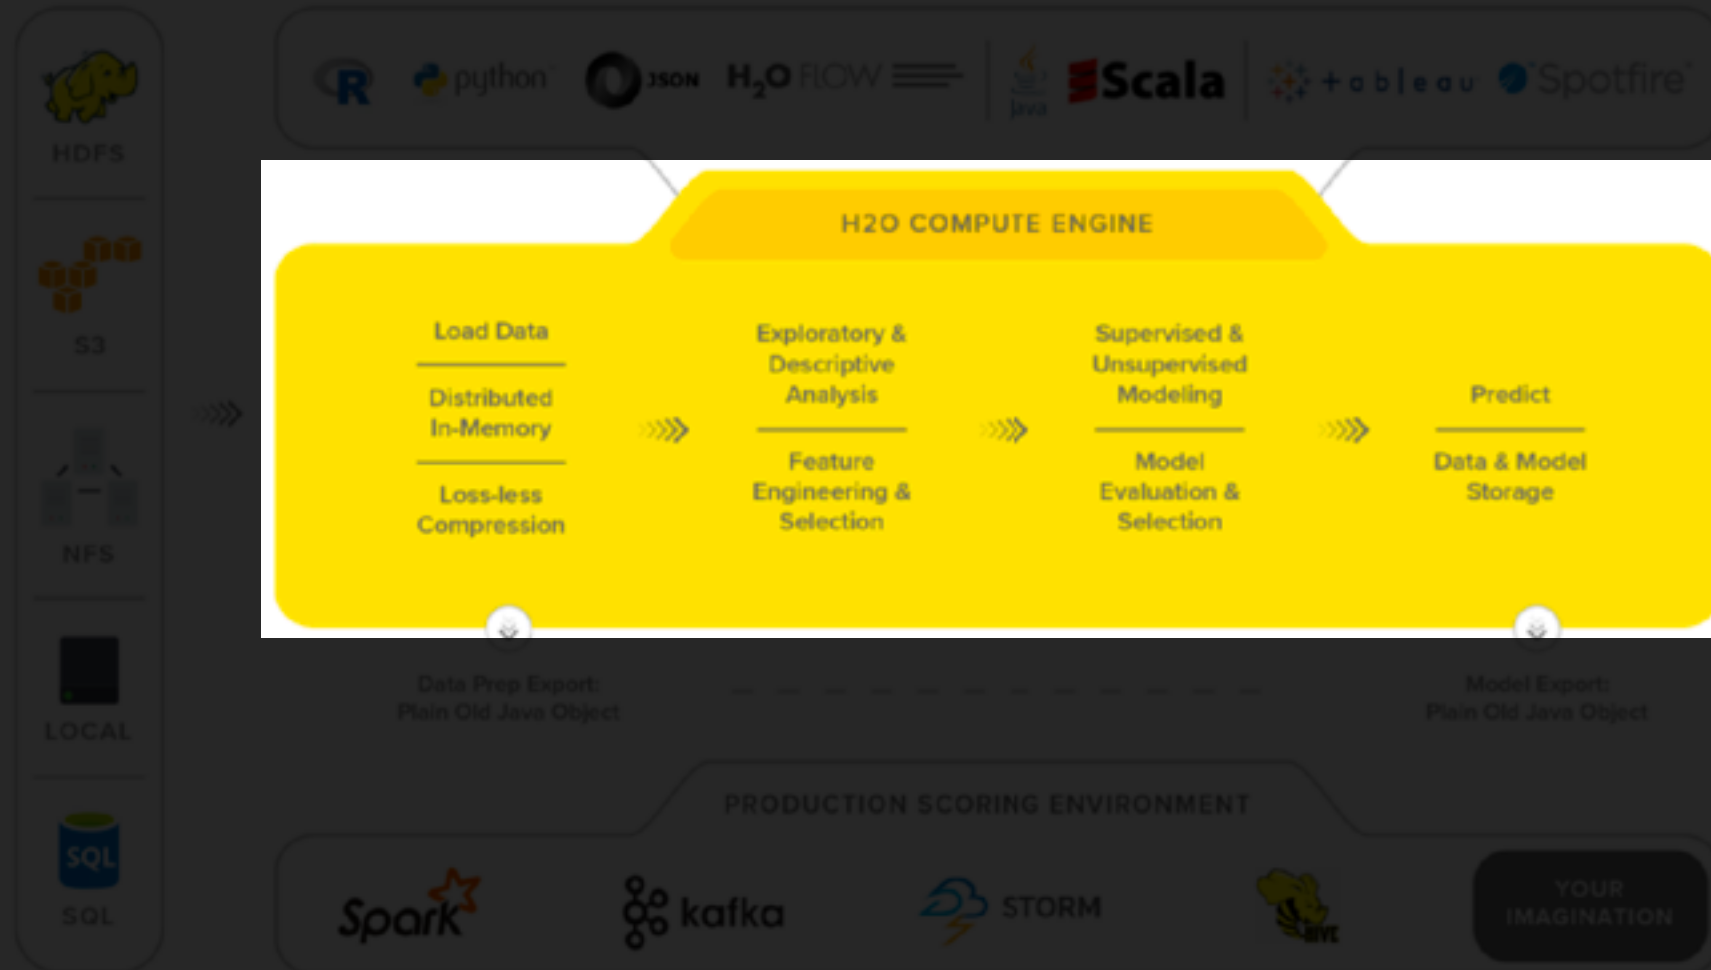 HDFS
S3
NFS
LOCAL
SQL
SQL
R
python
JSON
H2O FLOW
Java
Scala
+ableau
Spotfire
H2O COMPUTE ENGINE
Load Data
Distributed
In-Memory
Loss-less
Compression
Exploratory &
Descriptive
Analysis
Feature
Engineering &
Selection
Supervised &
Unsupervised
Modeling
Model
Evaluation &
Selection
Predict
Data & Model
Storage
Data Prep Export:
Plain Old Java Object
Model Export:
Plain Old Java Object
PRODUCTION SCORING ENVIRONMENT
Spark
kafka
STORM
HIVE
YOUR
IMAGINATION